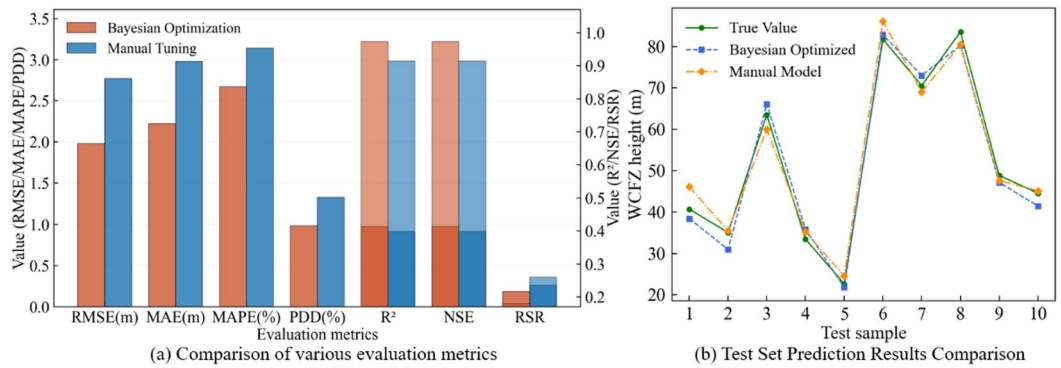 3.5
3.0
2.5
2.0
1.5
1.0
0.5
0.0
Value (RMSE/MAE/MAPE/PDD)
Bayesian Optimization
Manual Tuning
1.0
0.9
0.8
0.7
0.6
0.5
0.4
0.3
0.2
Value (R²/NSE/RSR)
RMSE(m) MAE(m) MAPE(%) PDD(%) R² NSE RSR
Evaluation metrics
(a) Comparison of various evaluation metrics
80
70
60
50
40
30
20
WCFZ height (m)
True Value
Bayesian Optimized
Manual Model
1 2 3 4 5 6 7 8 9 10
Test sample
(b) Test Set Prediction Results Comparison